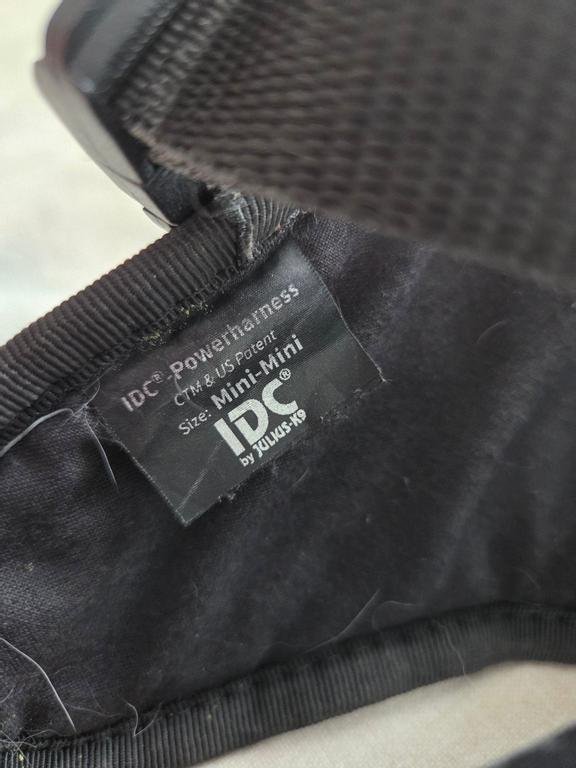 IDC® Powerharness
CTM & US Patent
Size: Mini-Mini
IDC®
by JULIUS-K9